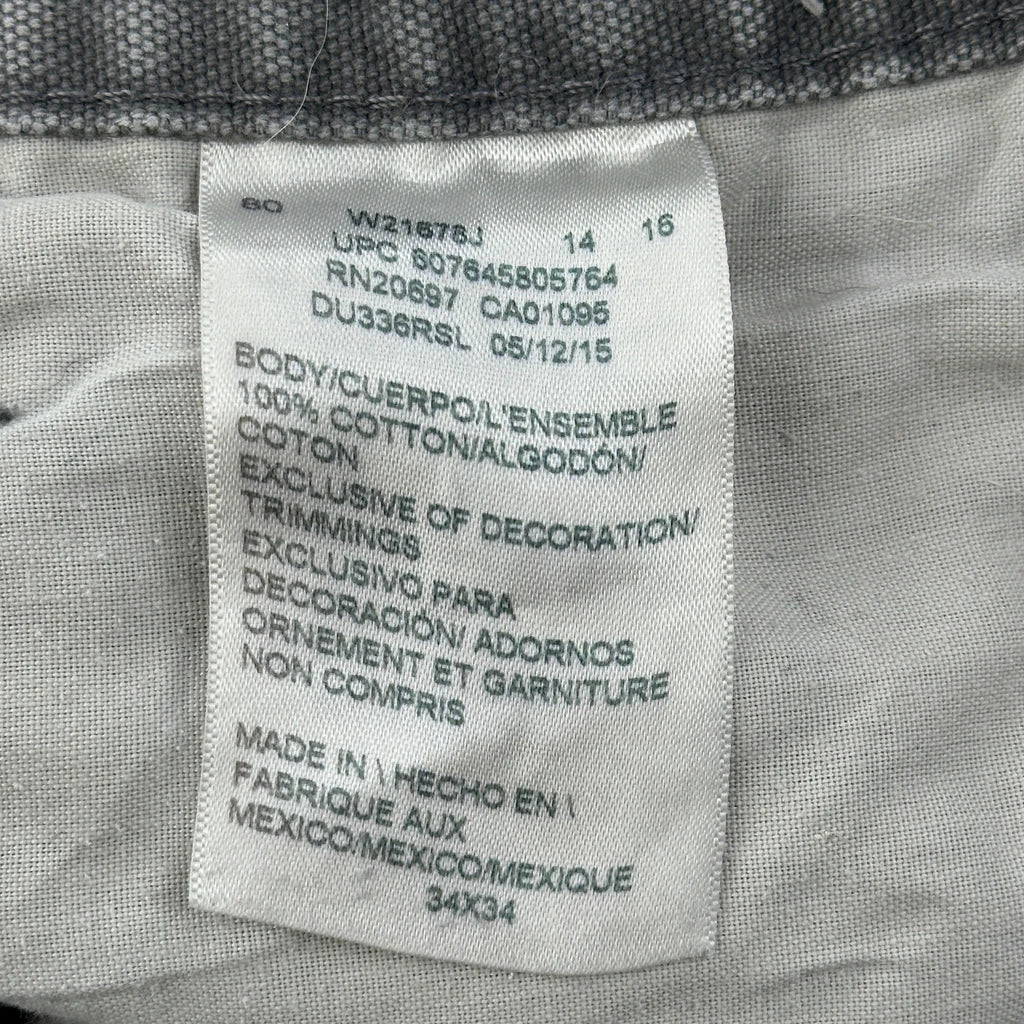 60 W21676J 14 16
UPC S07645805764
RN20697 CA01095
DU336RSL 05/12/15
BODY/CUERPO/L'ENSEMBLE
100% COTTON/ALGODÓN/
COTON
EXCLUSIVE OF DECORATION/
TRIMMINGS
EXCLUSIVO PARA
DECORACION/ ADORNOS
ORNEMENT ET GARNITURE
NON COMPRIS
MADE IN \ HECHO EN \
FABRIQUE AUX
MEXICO/MEXICO/MEXIQUE
34X34